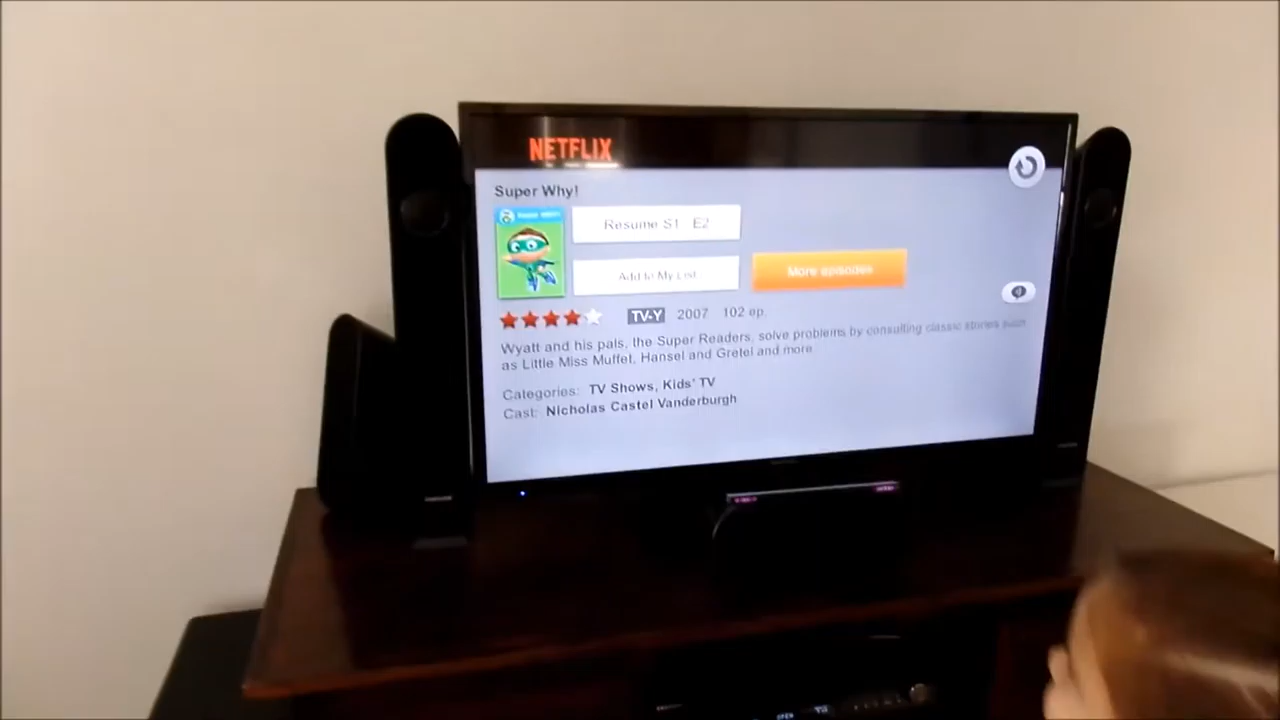 NETFLIX
Super Why!
Resume S1 E2
Add to My List
More episodes
TV-Y 2007 102 ep.
Wyatt and his pals, the Super Readers, solve problems by consulting classic stories such
as Little Miss Muffet, Hansel and Gretel and more
Categories: TV Shows, Kids' TV
Cast: Nicholas Castel Vanderburgh
OPEN